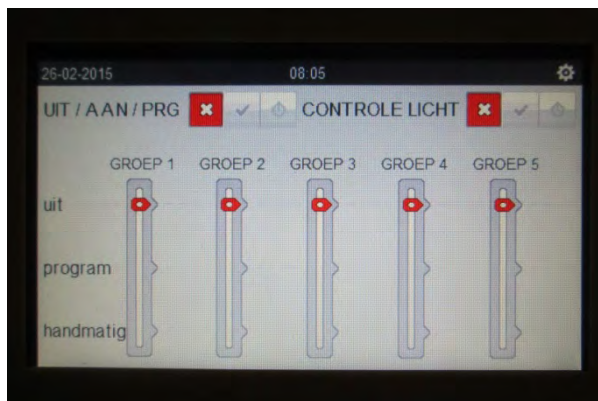 26-02-2015 08:05
UIT / AAN / PRG CONTROLE LICHT
GROEP 1 GROEP 2 GROEP 3 GROEP 4 GROEP 5
uit
program
handmatig